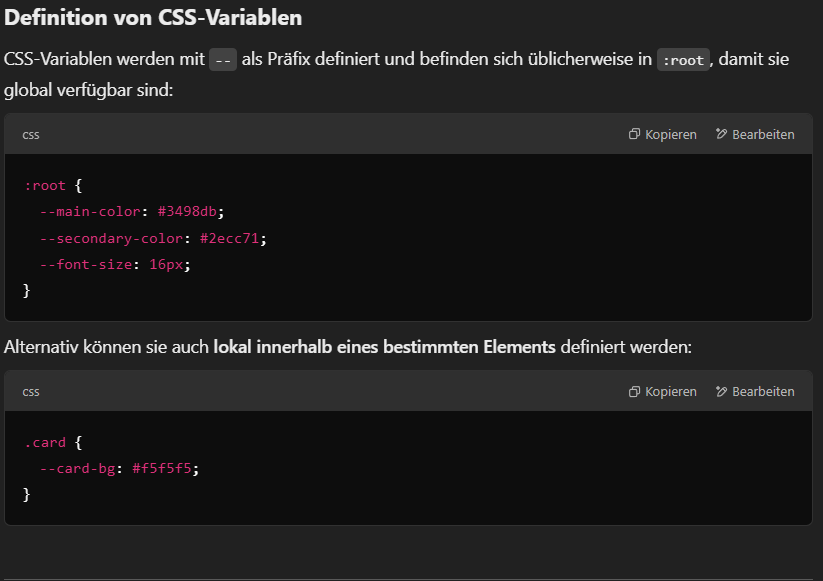 Definition von CSS-Variablen
CSS-Variablen werden mit -- als Präfix definiert und befinden sich üblicherweise in :root, damit sie
global verfügbar sind:
css Kopieren Bearbeiten
:root {
  --main-color: #3498db;
  --secondary-color: #2ecc71;
  --font-size: 16px;
}
Alternativ können sie auch lokal innerhalb eines bestimmten Elements definiert werden:
css Kopieren Bearbeiten
.card {
  --card-bg: #f5f5f5;
}